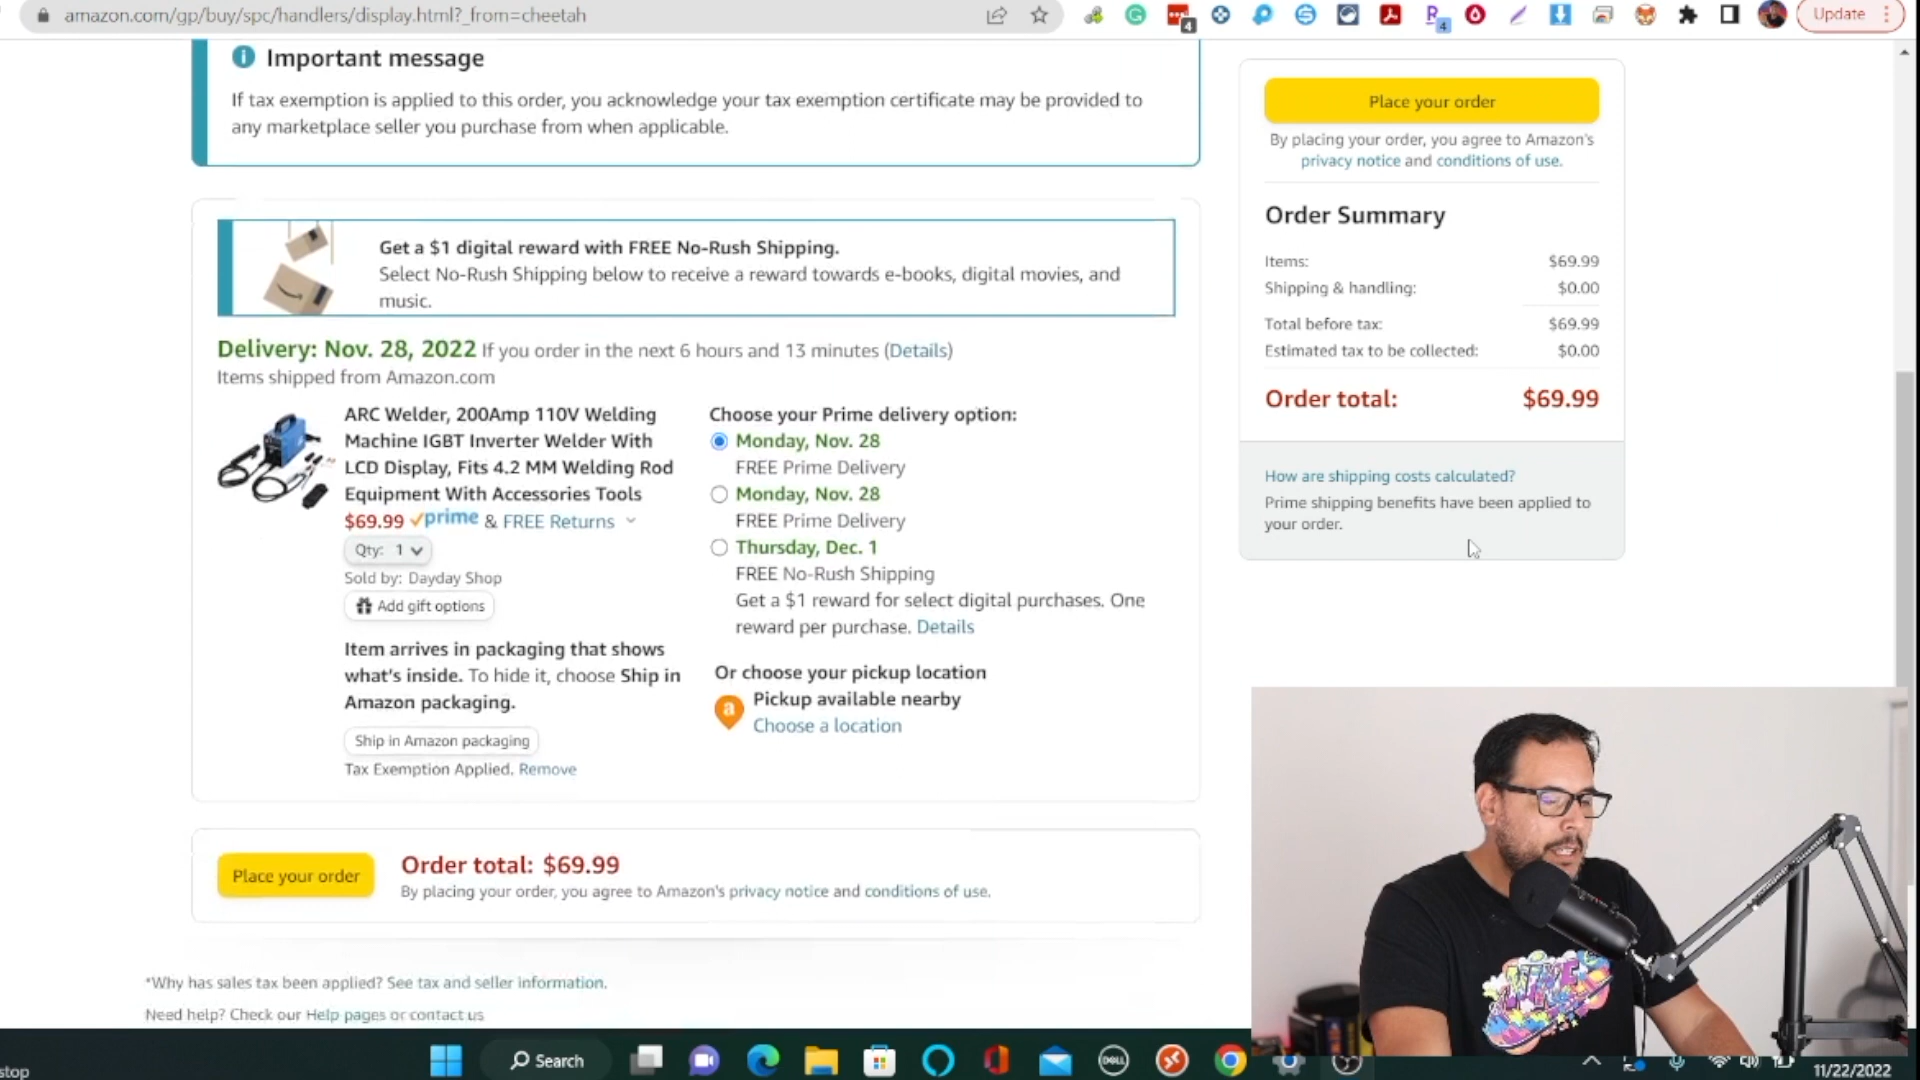 amazon.com/gp/buy/spc/handlers/display.html?_from=cheetah
Update
Important message
If tax exemption is applied to this order, you acknowledge your tax exemption certificate may be provided to
any marketplace seller you purchase from when applicable.
Get a $1 digital reward with FREE No-Rush Shipping.
Select No-Rush Shipping below to receive a reward towards e-books, digital movies, and
music.
Delivery: Nov. 28, 2022 If you order in the next 6 hours and 13 minutes (Details)
Items shipped from Amazon.com
ARC Welder, 200Amp 110V Welding
Machine IGBT Inverter Welder With
LCD Display, Fits 4.2 MM Welding Rod
Equipment With Accessories Tools
$69.99 prime & FREE Returns
Qty: 1
Sold by: Dayday Shop
Add gift options
Item arrives in packaging that shows
what's inside. To hide it, choose Ship in
Amazon packaging.
Ship in Amazon packaging
Tax Exemption Applied. Remove
Choose your Prime delivery option:
Monday, Nov. 28
FREE Prime Delivery
Monday, Nov. 28
FREE Prime Delivery
Thursday, Dec. 1
FREE No-Rush Shipping
Get a $1 reward for select digital purchases. One
reward per purchase. Details
Or choose your pickup location
Pickup available nearby
Choose a location
Place your order
Order total: $69.99
By placing your order, you agree to Amazon's privacy notice and conditions of use.
*Why has sales tax been applied? See tax and seller information.
Need help? Check our Help pages or contact us
Place your order
By placing your order, you agree to Amazon's
privacy notice and conditions of use.
Order Summary
Items: $69.99
Shipping & handling: $0.00
Total before tax: $69.99
Estimated tax to be collected: $0.00
Order total: $69.99
How are shipping costs calculated?
Prime shipping benefits have been applied to
your order.
stop
Search
DELL
11/22/2022